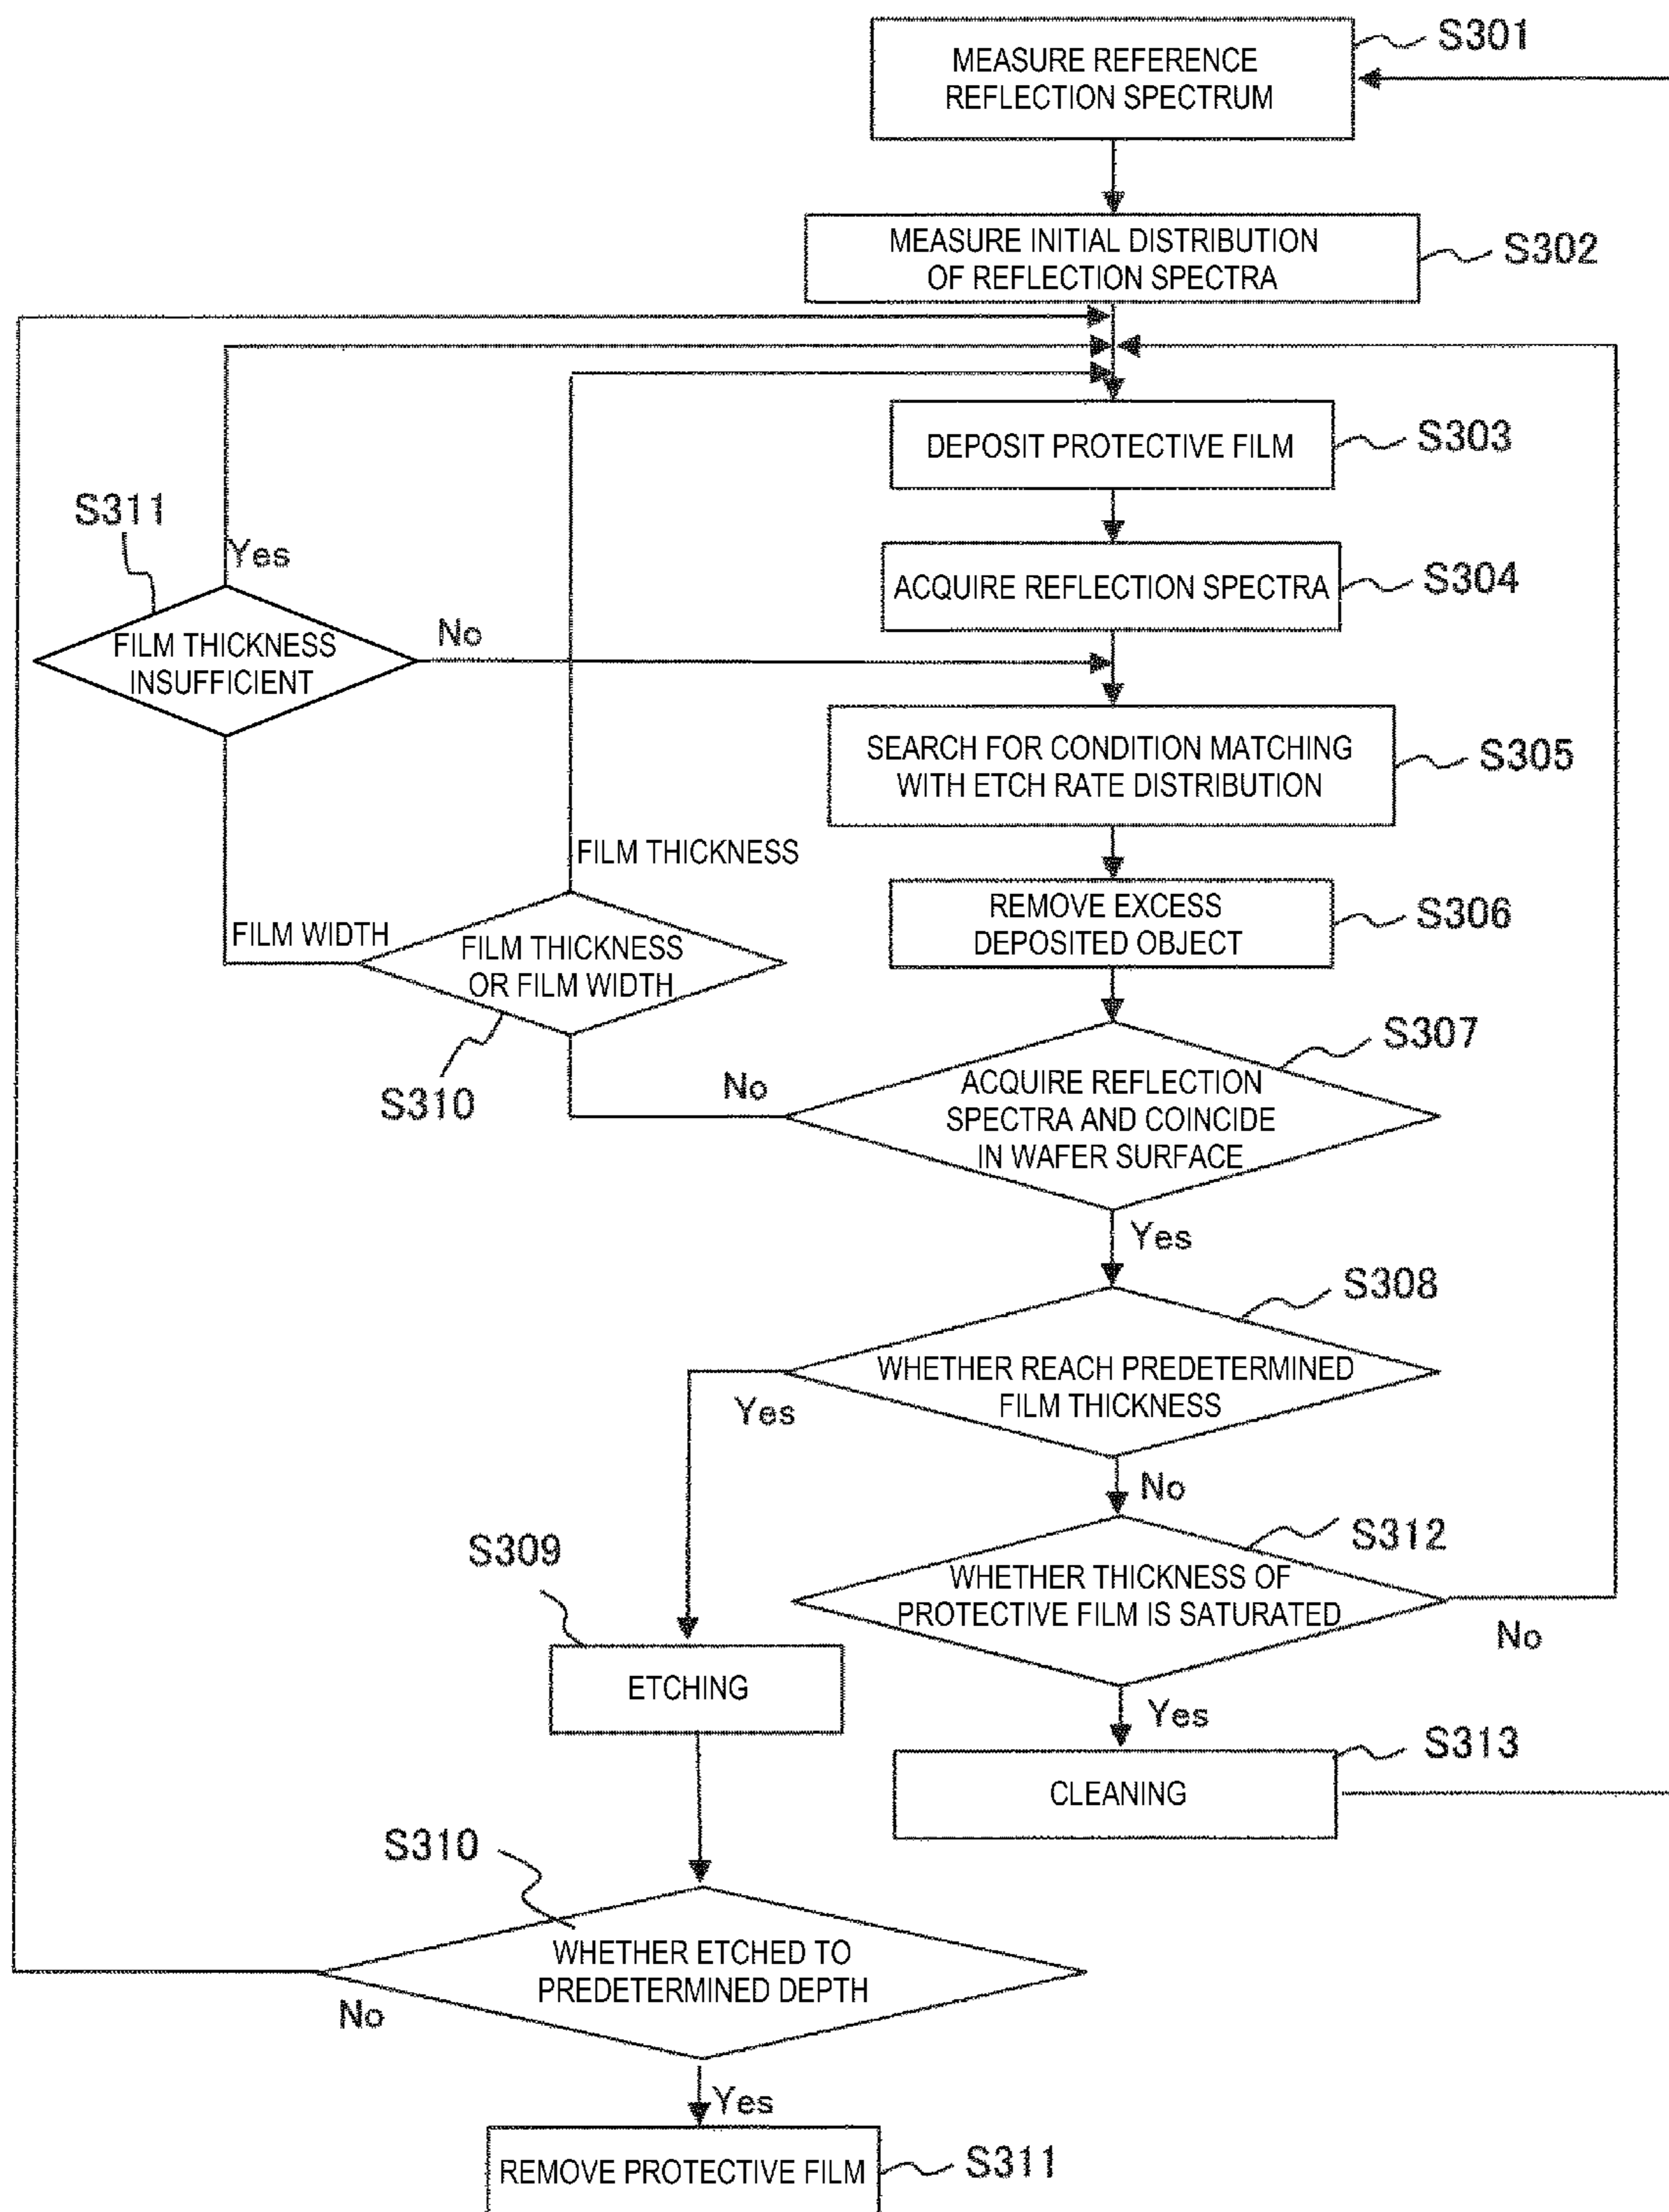 S301
MEASURE REFERENCE
REFLECTION SPECTRUM
MEASURE INITIAL DISTRIBUTION
OF REFLECTION SPECTRA
S302
DEPOSIT PROTECTIVE FILM
S303
S311
Yes
ACQUIRE REFLECTION SPECTRA
S304
FILM THICKNESS
INSUFFICIENT
No
SEARCH FOR CONDITION MATCHING
WITH ETCH RATE DISTRIBUTION
S305
FILM THICKNESS
FILM WIDTH
FILM THICKNESS
OR FILM WIDTH
S310
REMOVE EXCESS
DEPOSITED OBJECT
S306
S307
No
ACQUIRE REFLECTION
SPECTRA AND COINCIDE
IN WAFER SURFACE
Yes
S308
WHETHER REACH PREDETERMINED
FILM THICKNESS
Yes
No
S312
WHETHER THICKNESS OF
PROTECTIVE FILM IS SATURATED
No
S309
ETCHING
Yes
S313
CLEANING
S310
WHETHER ETCHED TO
PREDETERMINED DEPTH
No
Yes
REMOVE PROTECTIVE FILM
S311